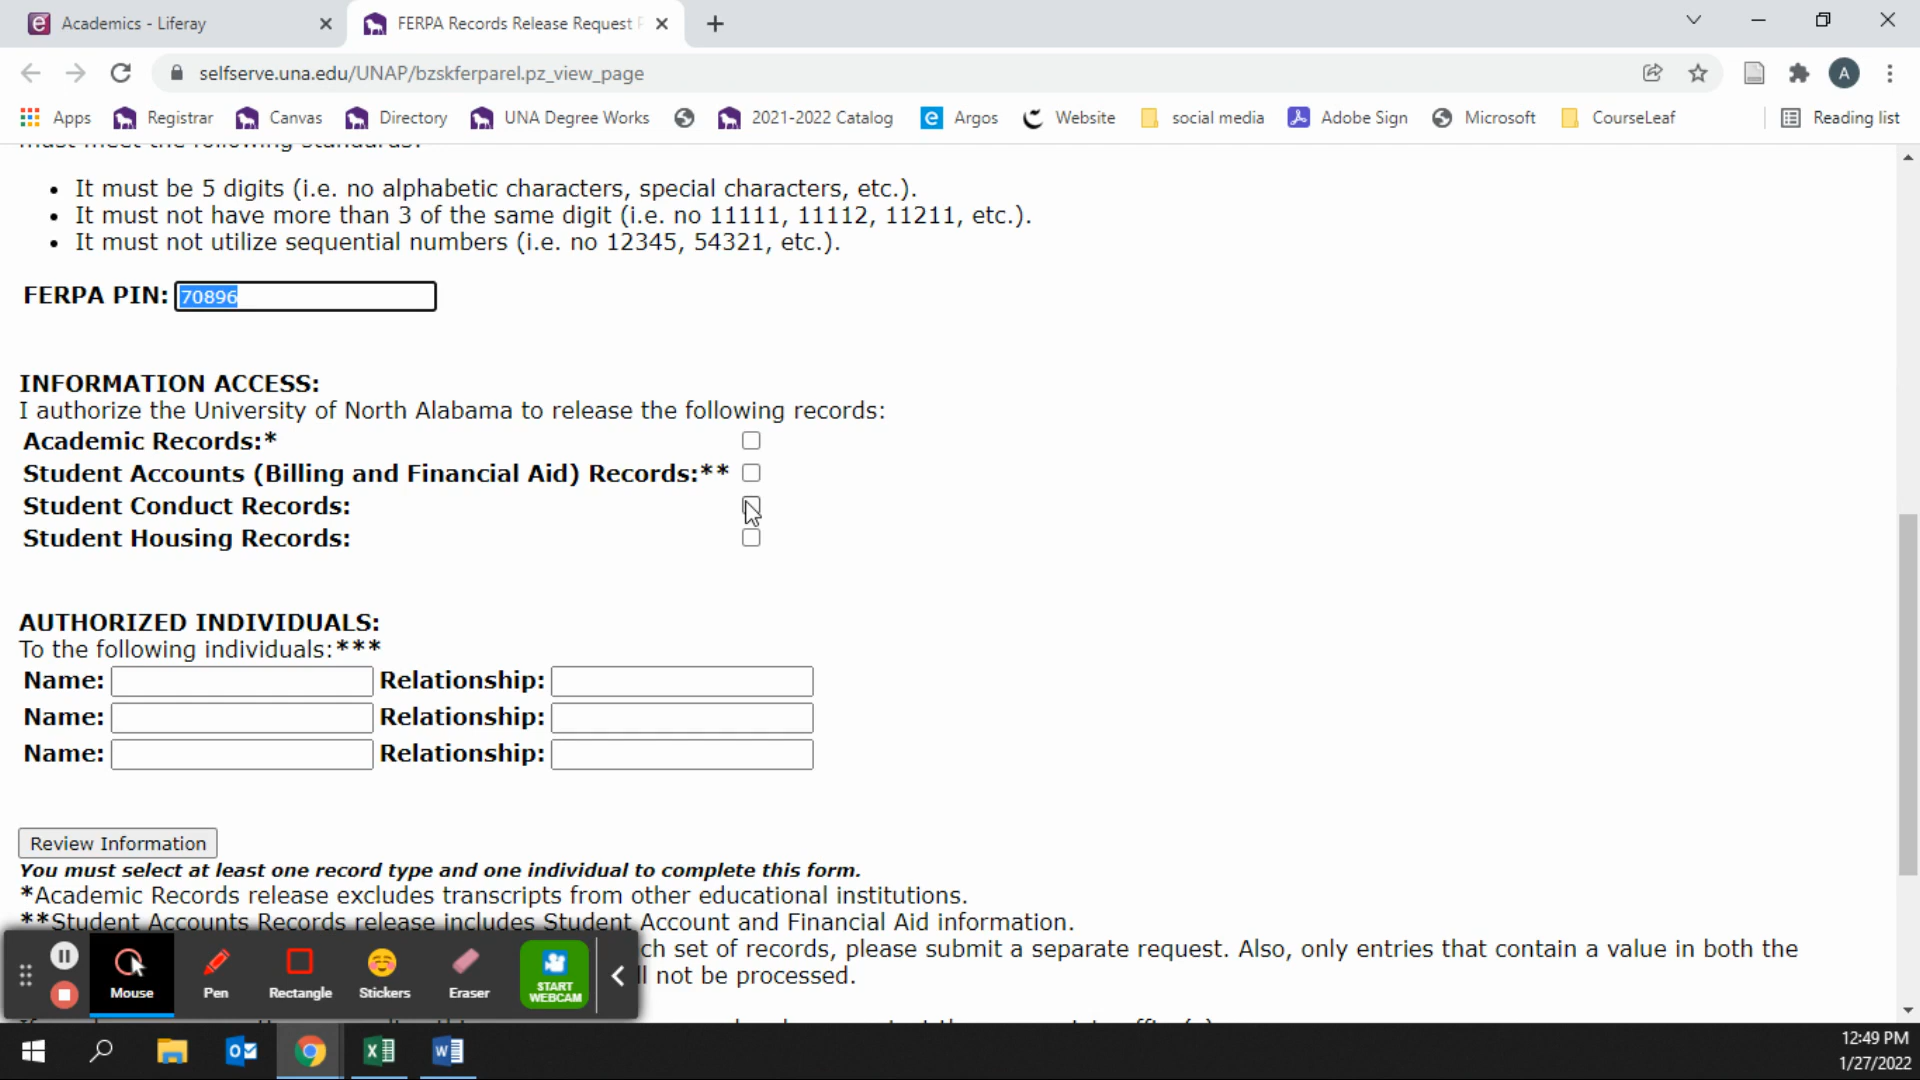 Academics - Liferay
FERPA Records Release Request
selfserve.una.edu/UNAP/bzskferparel.pz_view_page
A
Apps Registrar Canvas Directory UNA Degree Works 2021-2022 Catalog Argos Website social media Adobe Sign Microsoft CourseLeaf Reading list
must meet the following standards:
• It must be 5 digits (i.e. no alphabetic characters, special characters, etc.).
• It must not have more than 3 of the same digit (i.e. no 11111, 11112, 11211, etc.).
• It must not utilize sequential numbers (i.e. no 12345, 54321, etc.).
FERPA PIN: 70896
INFORMATION ACCESS:
I authorize the University of North Alabama to release the following records:
Academic Records:*
Student Accounts (Billing and Financial Aid) Records:**
Student Conduct Records:
Student Housing Records:
AUTHORIZED INDIVIDUALS:
To the following individuals:***
Name: Relationship:
Name: Relationship:
Name: Relationship:
Review Information
You must select at least one record type and one individual to complete this form.
*Academic Records release excludes transcripts from other educational institutions.
**Student Accounts Records release includes Student Account and Financial Aid information.
ch set of records, please submit a separate request. Also, only entries that contain a value in both the
ll not be processed.
Mouse Pen Rectangle Stickers Eraser START WEBCAM
12:49 PM
1/27/2022